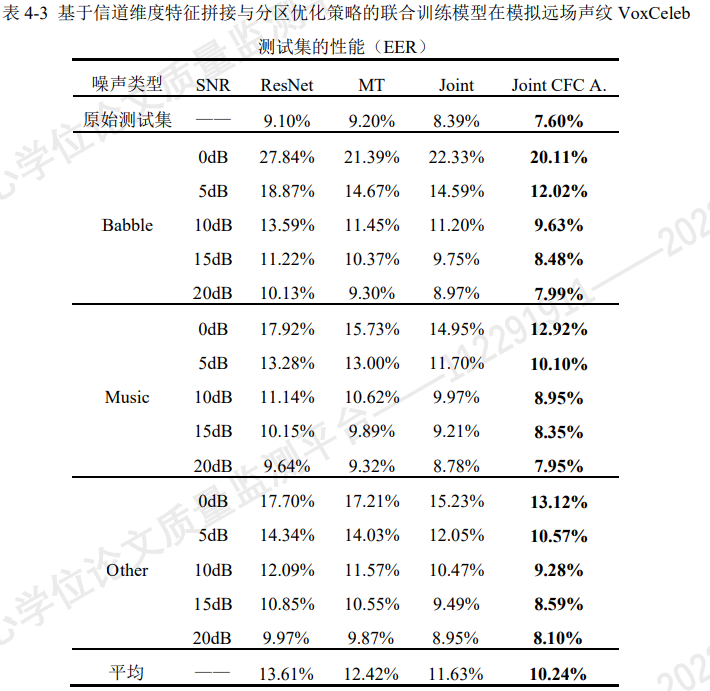 表 4-3 基于信道维度特征拼接与分区优化策略的联合训练模型在模拟远场声纹 VoxCeleb
测试集的性能（EER）
噪声类型 SNR ResNet MT Joint Joint CFC A.
原始测试集 —— 9.10% 9.20% 8.39% 7.60%
0dB 27.84% 21.39% 22.33% 20.11%
5dB 18.87% 14.67% 14.59% 12.02%
Babble 10dB 13.59% 11.45% 11.20% 9.63%
15dB 11.22% 10.37% 9.75% 8.48%
20dB 10.13% 9.30% 8.97% 7.99%
0dB 17.92% 15.73% 14.95% 12.92%
5dB 13.28% 13.00% 11.70% 10.10%
Music 10dB 11.14% 10.62% 9.97% 8.95%
15dB 10.15% 9.89% 9.21% 8.35%
20dB 9.64% 9.32% 8.78% 7.95%
0dB 17.70% 17.21% 15.23% 13.12%
5dB 14.34% 14.03% 12.05% 10.57%
Other 10dB 12.09% 11.57% 10.47% 9.28%
15dB 10.85% 10.55% 9.49% 8.59%
20dB 9.97% 9.87% 8.95% 8.10%
平均 —— 13.61% 12.42% 11.63% 10.24%
心学位论文质量监测平台——112291911——202